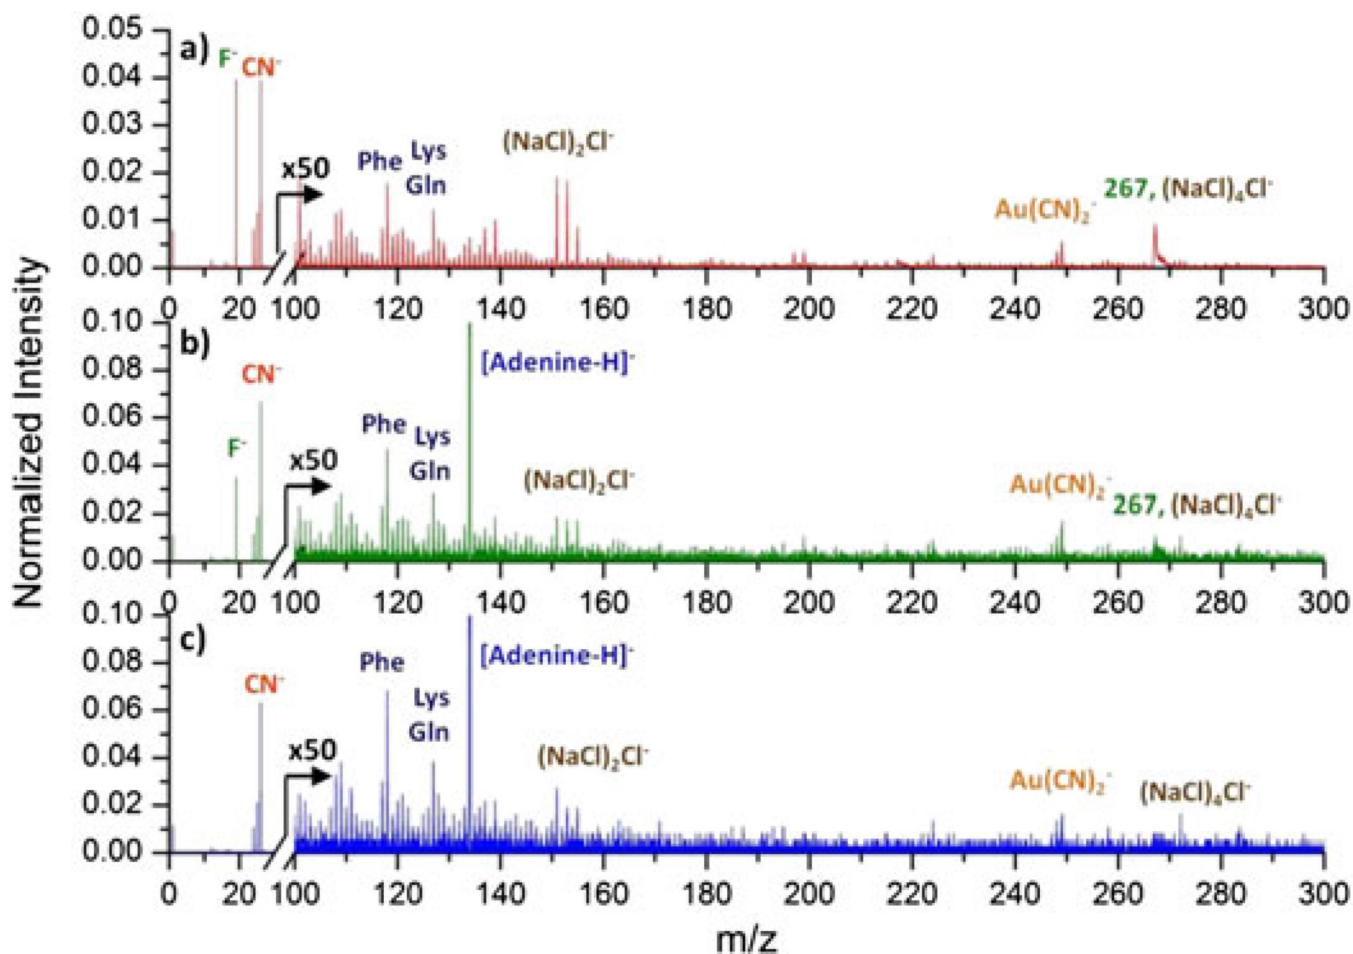 Normalized Intensity
0.05
0.04
0.03
0.02
0.01
0.00
a)
F⁻
CN⁻
x50
Phe
Lys
Gln
(NaCl)₂Cl⁻
Au(CN)₂⁻
267, (NaCl)₄Cl⁻
0 20 100 120 140 160 180 200 220 240 260 280 300
0.10
0.08
0.06
0.04
0.02
0.00
b)
CN⁻
F⁻
x50
Phe
Lys
Gln
[Adenine-H]⁻
(NaCl)₂Cl⁻
Au(CN)₂⁻
267, (NaCl)₄Cl⁻
0 20 100 120 140 160 180 200 220 240 260 280 300
0.10
0.08
0.06
0.04
0.02
0.00
c)
CN⁻
x50
Phe
Lys
Gln
[Adenine-H]⁻
(NaCl)₂Cl⁻
Au(CN)₂⁻
(NaCl)₄Cl⁻
0 20 100 120 140 160 180 200 220 240 260 280 300
m/z